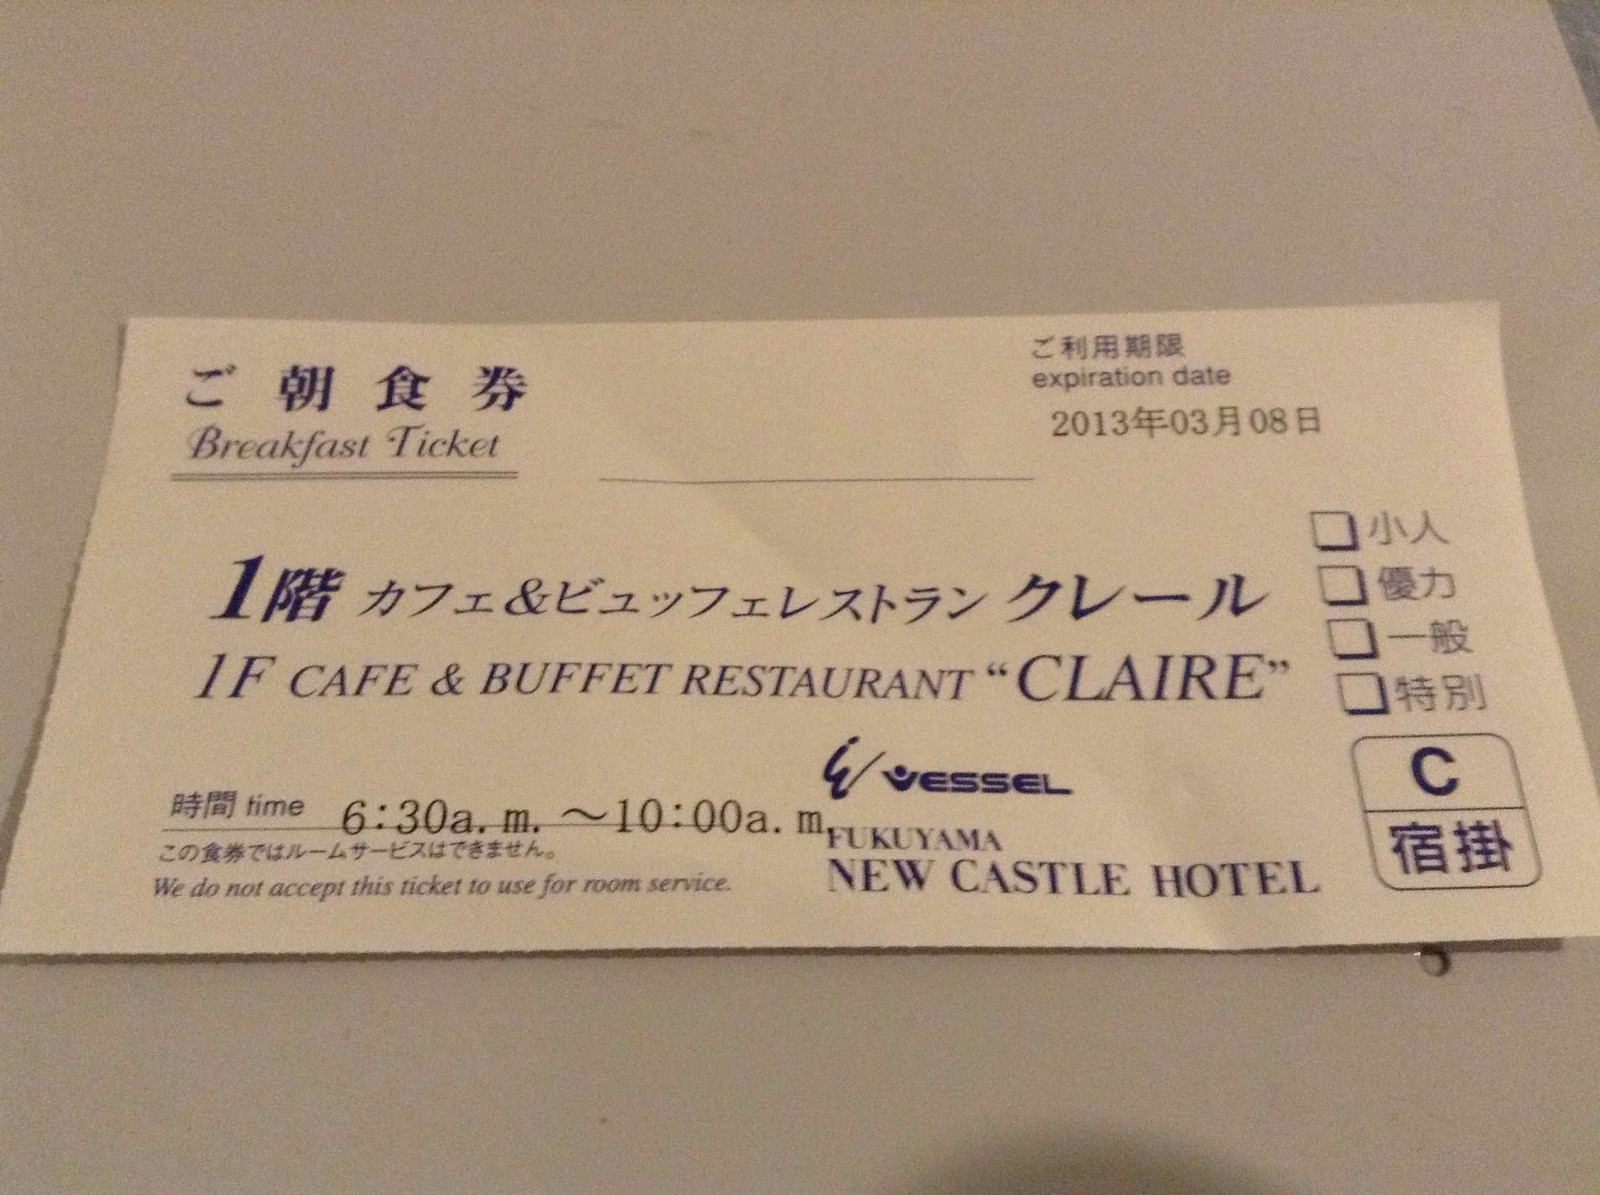 ご朝食券
Breakfast Ticket
ご利用期限
expiration date
2013年03月08日
1階 カフェ&ビュッフェレストラン クレール
1F CAFE & BUFFET RESTAURANT “CLAIRE”
小人
優力
一般
特別
VESSEL
時間 time 6:30a.m.～10:00a.m.
この食券ではルームサービスはできません。
We do not accept this ticket to use for room service.
FUKUYAMA
NEW CASTLE HOTEL
C
宿掛